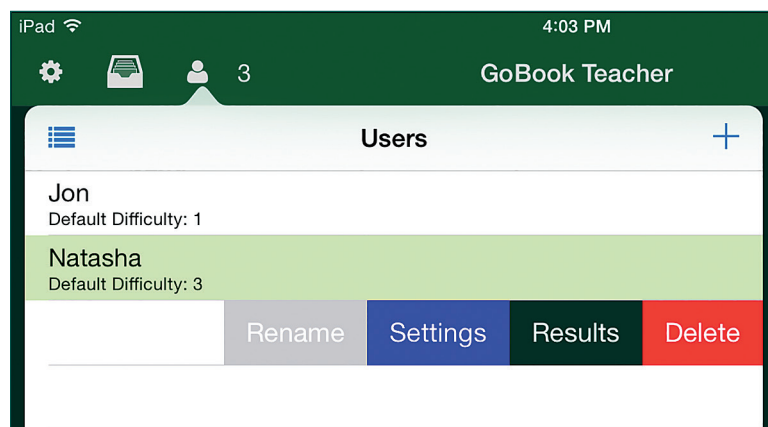 iPad 4:03 PM
3 GoBook Teacher
Users
Jon
Default Difficulty: 1
Natasha
Default Difficulty: 3
Rename Settings Results Delete